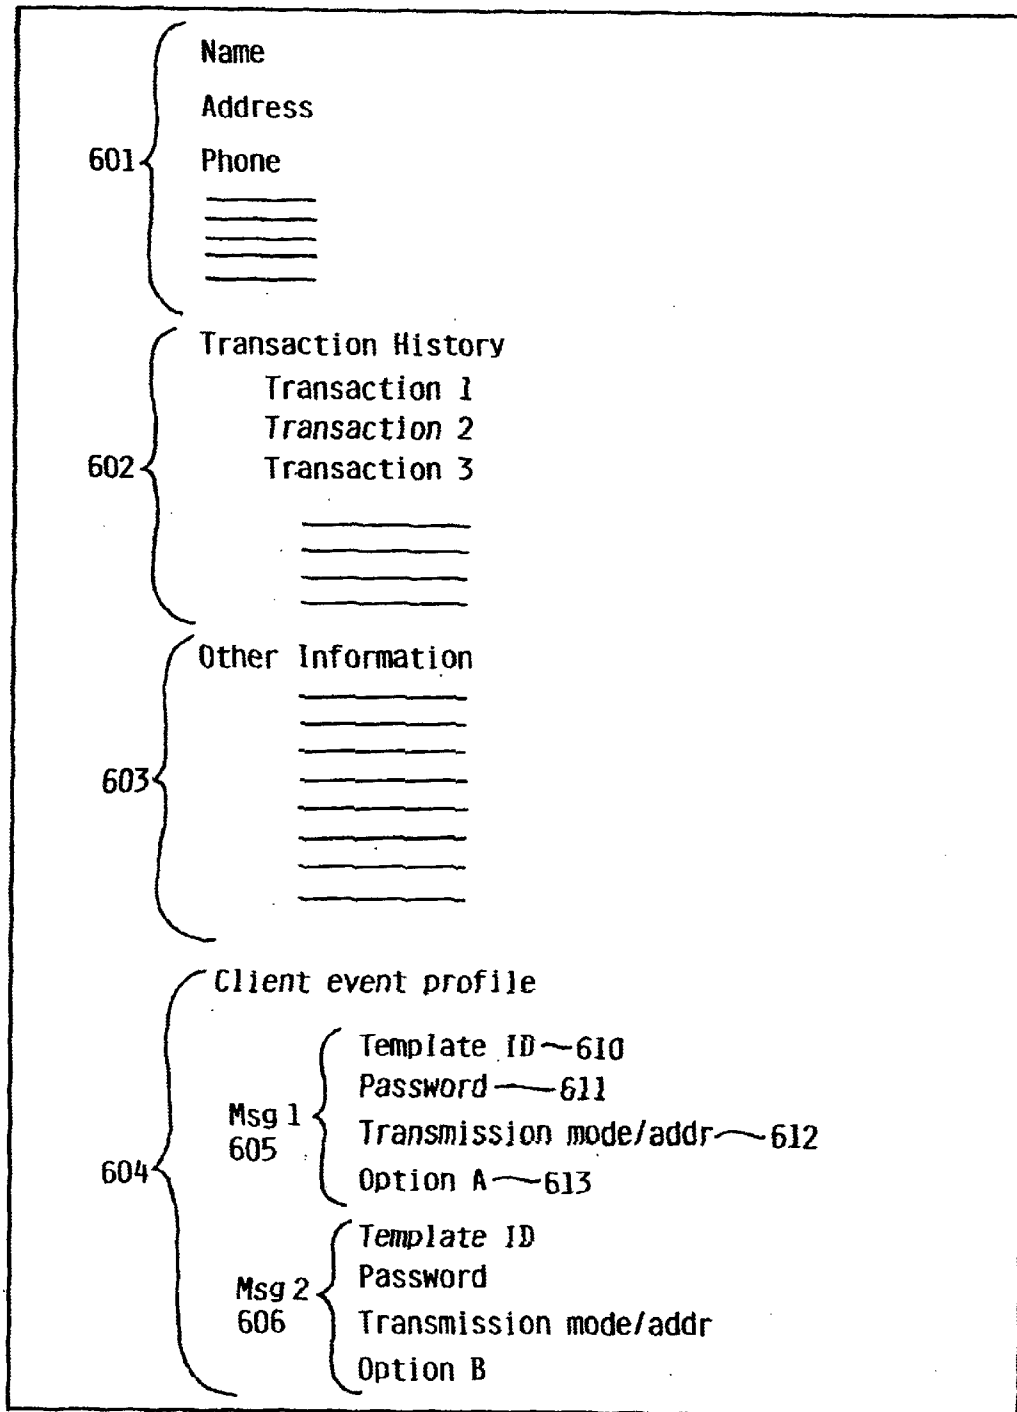 Name
Address
601
Phone
Transaction History
Transaction 1
Transaction 2
602
Transaction 3
Other Information
603
Client event profile
604
Msg 1
605
Template ID 610
Password 611
Transmission mode/addr 612
Option A 613
Msg 2
606
Template ID
Password
Transmission mode/addr
Option B